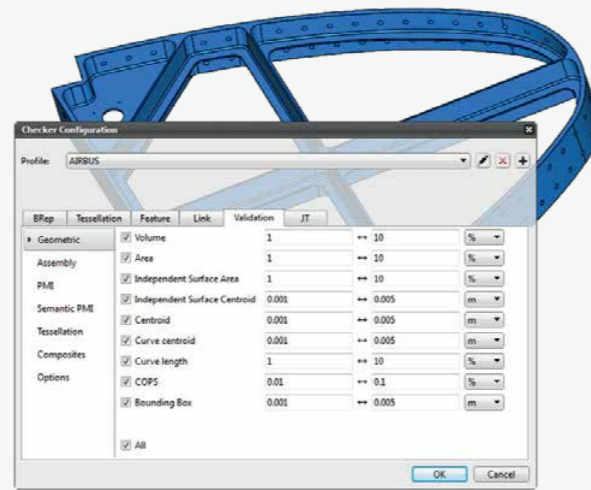 Checker Configuration
Profile: AIRBUS
BRep Tessellation Feature Link Validation JT
Geometric
Assembly
PMI
Semantic PMI
Tessellation
Composites
Options
Volume 1 ↔ 10 %
Area 1 ↔ 10 %
Independent Surface Area 1 ↔ 10 %
Independent Surface Centroid 0.001 ↔ 0.005 m
Centroid 0.001 ↔ 0.005 m
Curve centroid 0.001 ↔ 0.005 m
Curve length 1 ↔ 10 %
COPS 0.01 ↔ 0.1 %
Bounding Box 0.001 ↔ 0.005 m
All
OK Cancel